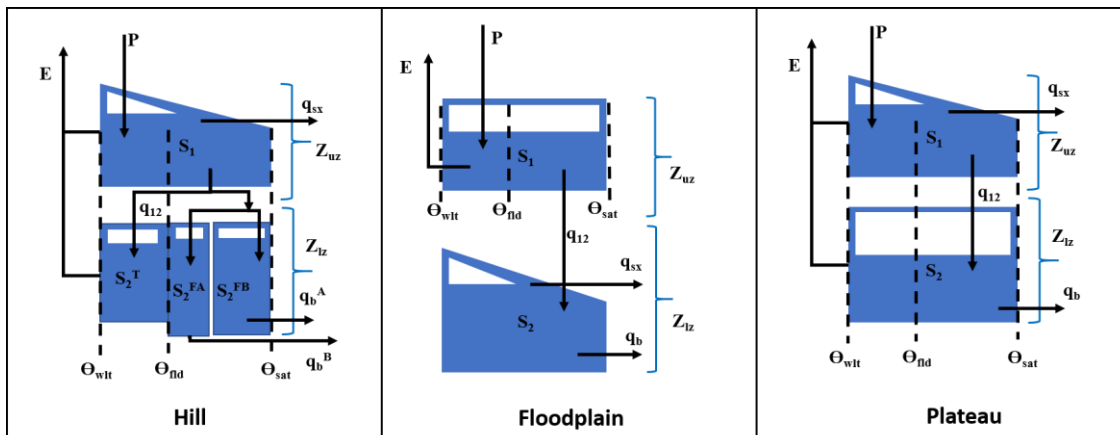 P
E
q_sx
S_1
Z_uz
q_12
S_2^T
S_2^FA
S_2^FB
Z_lz
q_b^A
q_b^B
Θ_wlt
Θ_fld
Θ_sat
Hill
P
E
S_1
Z_uz
Θ_wlt
Θ_fld
Θ_sat
q_12
q_sx
S_2
Z_lz
q_b
Floodplain
P
E
q_sx
S_1
Z_uz
q_12
S_2
Z_lz
q_b
Θ_wlt
Θ_fld
Θ_sat
Plateau